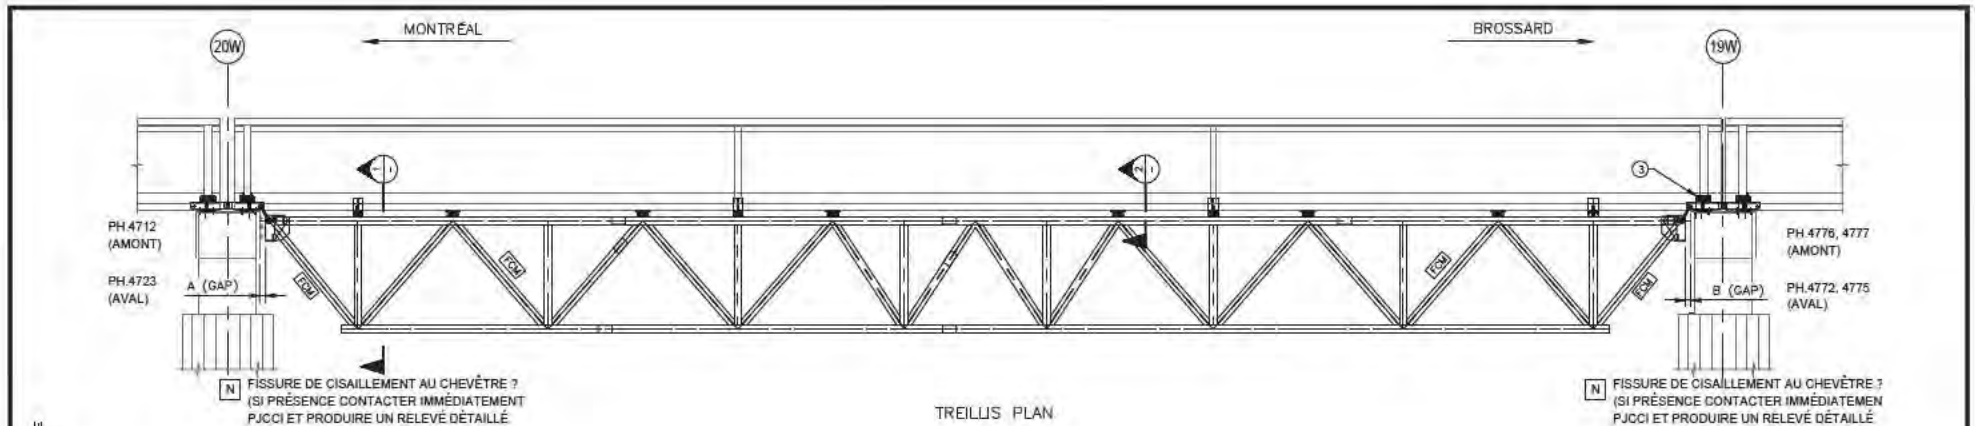 MONTRÉAL
BROSSARD
20W
19W
1
2
3
PH.4712
(AMONT)
PH.4723
(AVAL)
A (GAP)
FCM
FCM
FCM
FCM
PH.4776, 4777
(AMONT)
B (GAP)
PH.4772, 4775
(AVAL)
N
FISSURE DE CISAILLEMENT AU CHEVÊTRE ?
(SI PRÉSENCE CONTACTER IMMÉDIATEMENT
PJCCI ET PRODUIRE UN RELEVÉ DÉTAILLÉ
TREILLIS PLAN
N
FISSURE DE CISAILLEMENT AU CHEVÊTRE ?
(SI PRÉSENCE CONTACTER IMMÉDIATEMEN
PJCCI ET PRODUIRE UN RELEVÉ DÉTAILLÉ